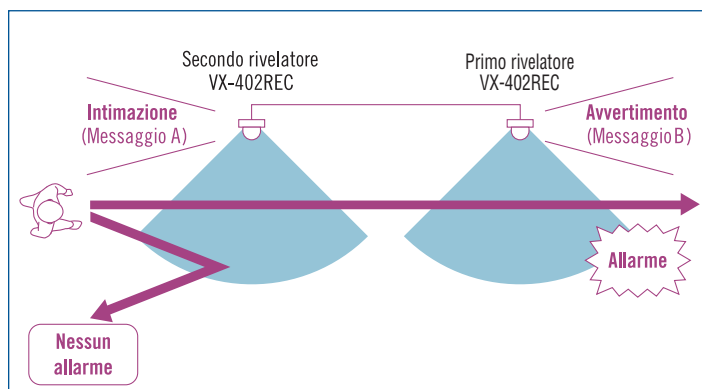 Secondo rivelatore
VX-402REC
Primo rivelatore
VX-402REC
Intimazione
(Messaggio A)
Avvertimento
(Messaggio B)
Allarme
Nessun
allarme